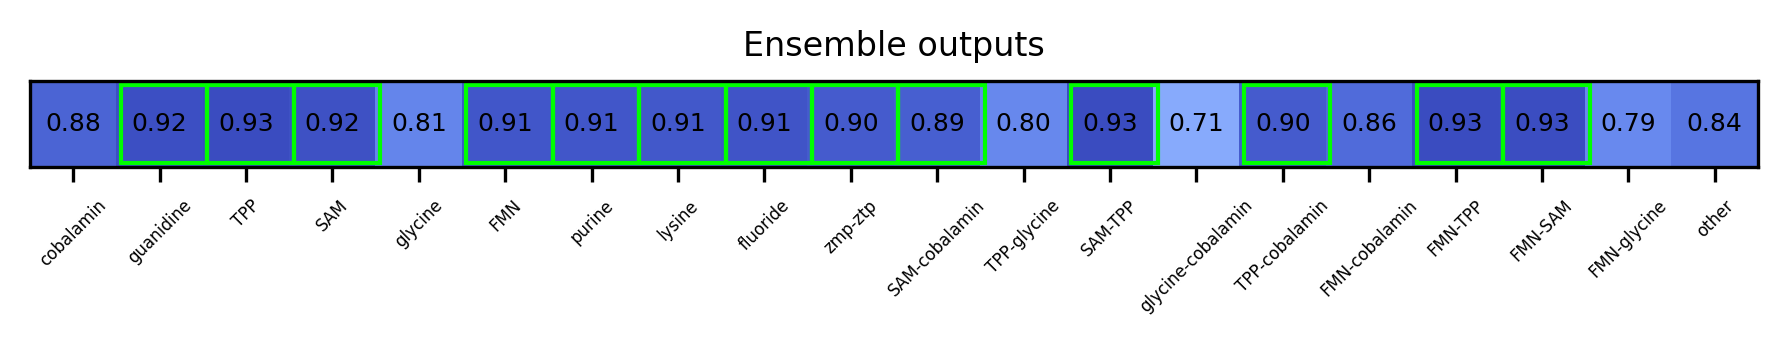 Ensemble outputs
0.88 0.92 0.93 0.92 0.81 0.91 0.91 0.91 0.91 0.90 0.89 0.80 0.93 0.71 0.90 0.86 0.93 0.93 0.79 0.84
cobalamin guanidine TPP SAM glycine FMN purine lysine fluoride zmp-ztp SAM-cobalamin TPP-glycine SAM-TPP glycine-cobalamin TPP-cobalamin FMN-cobalamin FMN-TPP FMN-SAM FMN-glycine other